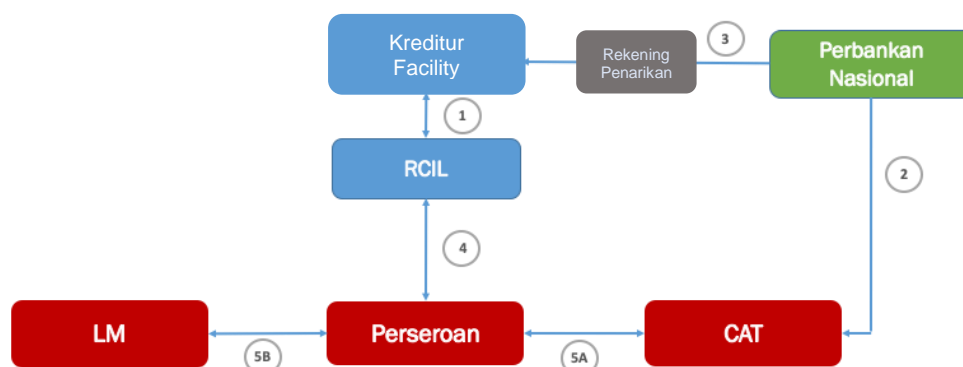 Kreditur
Facility
Rekening
Penarikan
3
Perbankan
Nasional
1
RCIL
2
4
LM
5B
Perseroan
5A
CAT